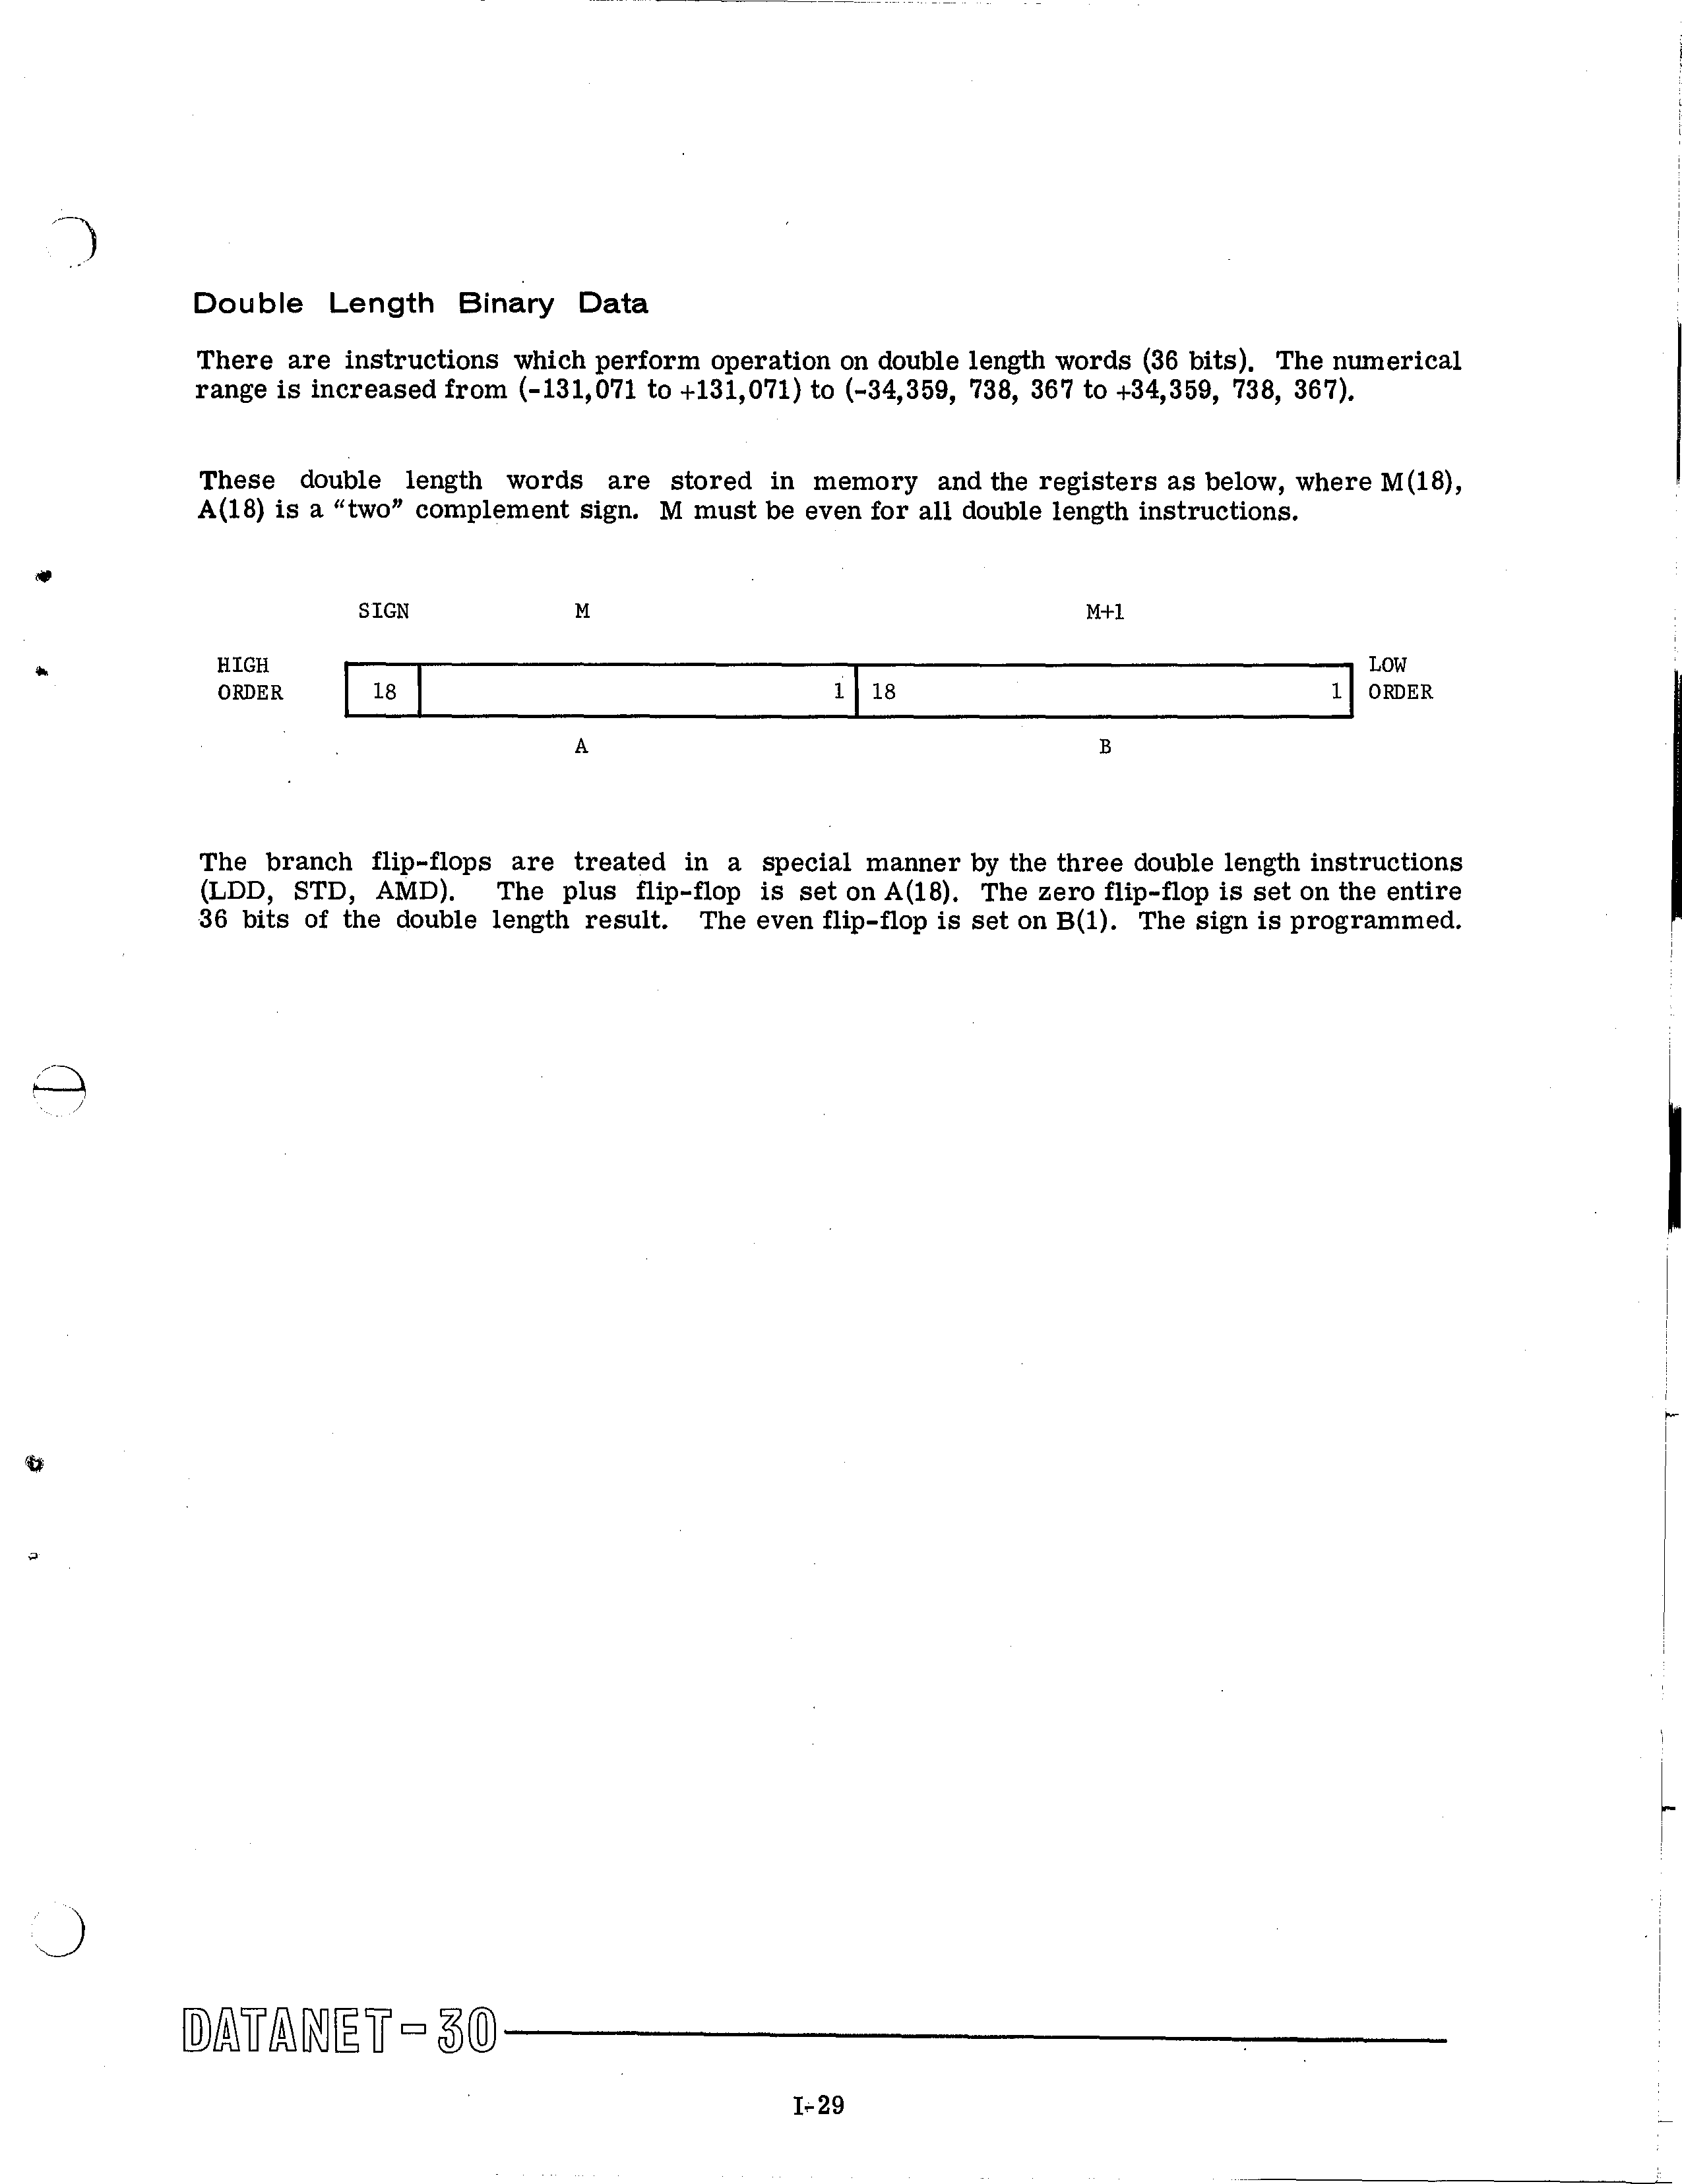 Double Length Binary Data
There are instructions which perform operation on double length words (36 bits). The numerical
range is increased from (-131,071 to +131,071) to (-34,359, 738, 367 to +34,359, 738, 367).
These double length words are stored in memory and the registers as below, where M(18),
A(18) is a “two” complement sign. M must be even for all double length instructions.
SIGN M M+1
HIGH LOW
ORDER 18 1 18 1 ORDER
A B
The branch flip-flops are treated in a special manner by the three double length instructions
(LDD, STD, AMD). The plus flip-flop is set on A(18). The zero flip-flop is set on the entire
36 bits of the double length result. The even flip-flop is set on B(1). The sign is programmed.
DATANET-30
I-29